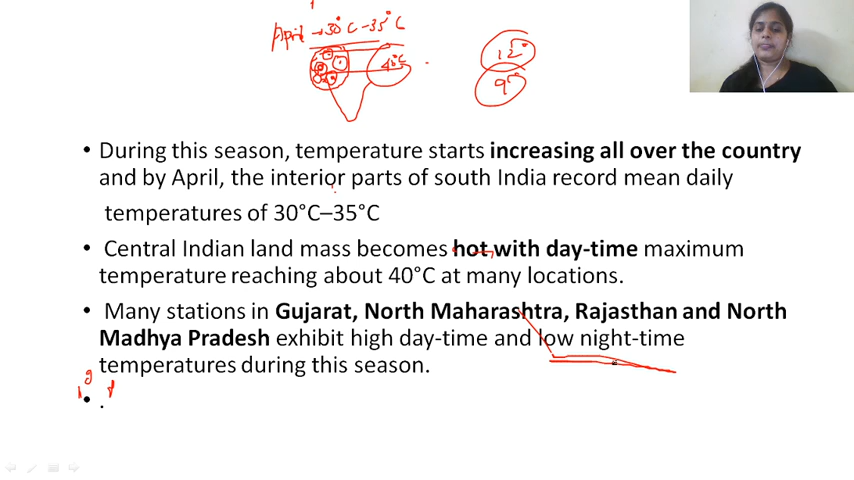 April → 30°C - 35°C
40°C
12°
9°
• During this season, temperature starts increasing all over the country
and by April, the interior parts of south India record mean daily
temperatures of 30°C–35°C
• Central Indian land mass becomes hot with day-time maximum
temperature reaching about 40°C at many locations.
• Many stations in Gujarat, North Maharashtra, Rajasthan and North
Madhya Pradesh exhibit high day-time and low night-time
temperatures during this season.
• .